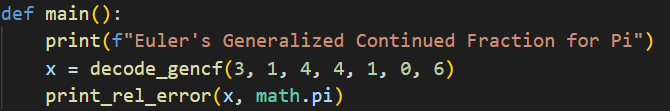 def main():
    print(f"Euler's Generalized Continued Fraction for Pi")
    x = decode_gencf(3, 1, 4, 4, 1, 0, 6)
    print_rel_error(x, math.pi)